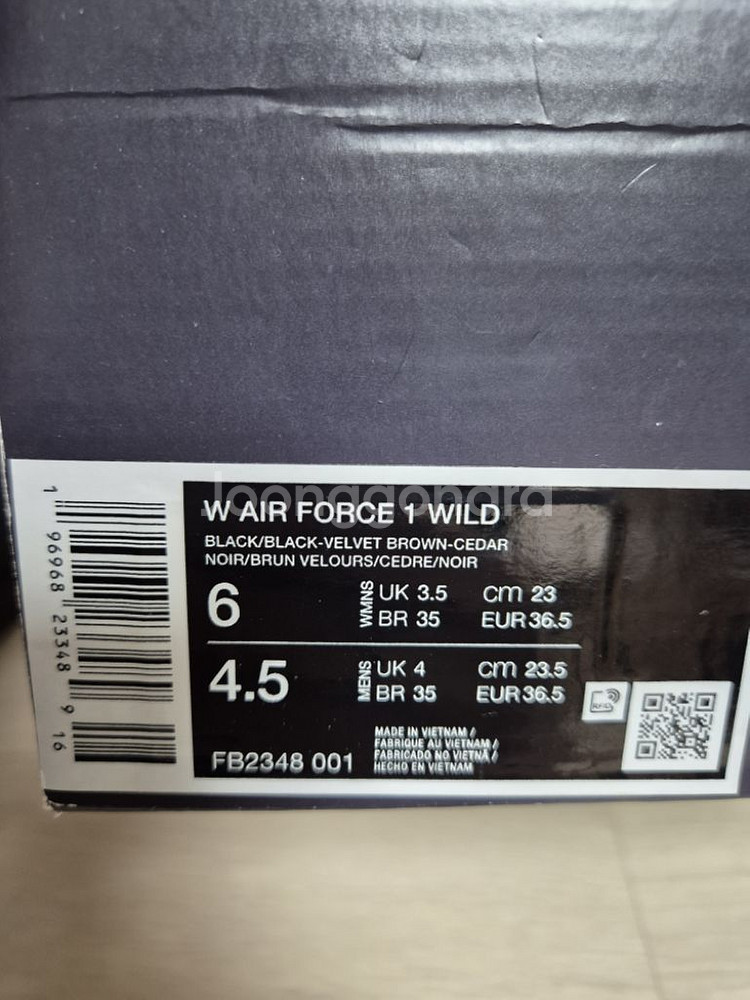 Joonggonara
W AIR FORCE 1 WILD
BLACK/BLACK-VELVET BROWN-CEDAR
NOIR/BRUN VELOURS/CEDRE/NOIR
6 WMNS UK 3.5 cm 23
BR 35 EUR 36.5
4.5 MENS UK 4 cm 23.5
BR 35 EUR 36.5
FB2348 001
MADE IN VIETNAM /
FABRIQUE AU VIETNAM /
FABRICADO NO VIETNÃ /
HECHO EN VIETNAM
RFID
1 96968 23348 9 16